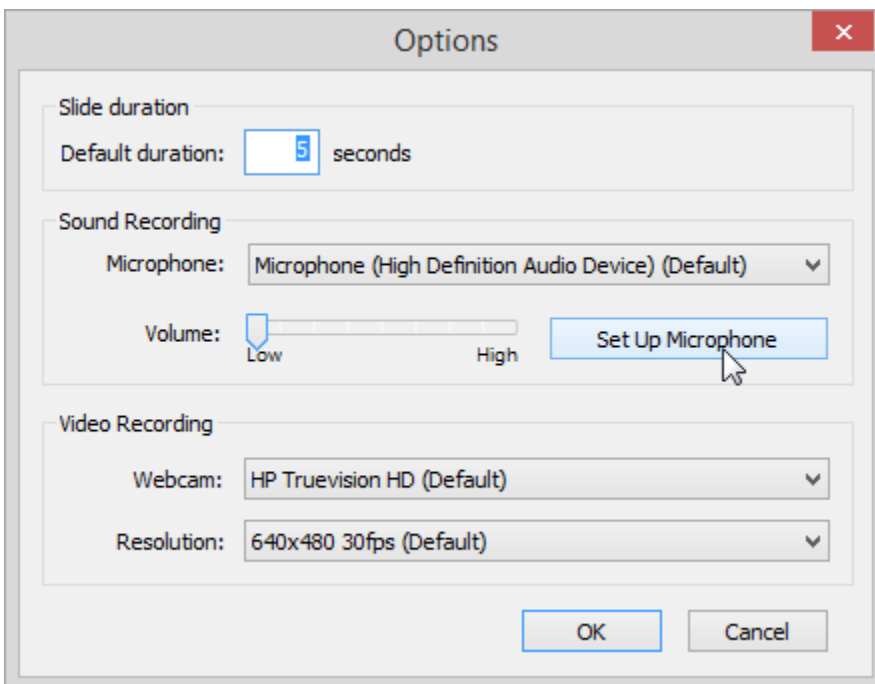 Options
Slide duration
Default duration: 5 seconds
Sound Recording
Microphone: Microphone (High Definition Audio Device) (Default)
Volume: Low High Set Up Microphone
Video Recording
Webcam: HP Truevision HD (Default)
Resolution: 640x480 30fps (Default)
OK Cancel